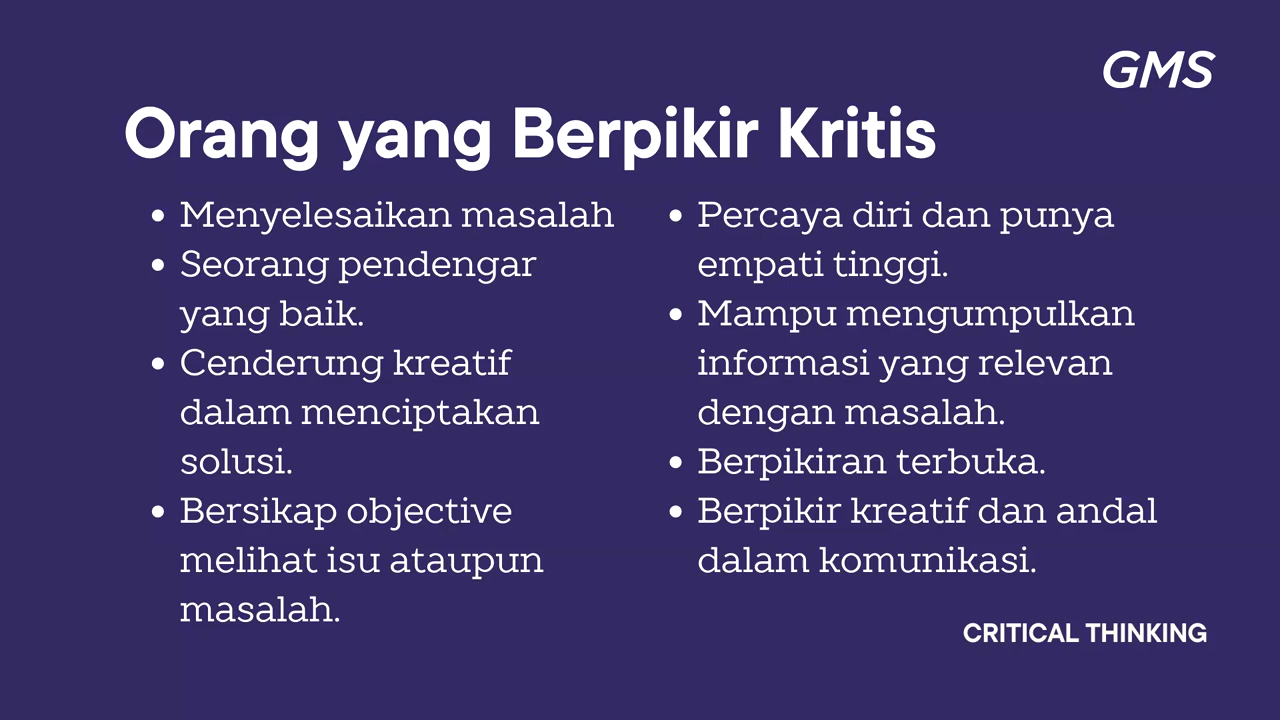 GMS
Orang yang Berpikir Kritis
• Menyelesaikan masalah
• Seorang pendengar
yang baik.
• Cenderung kreatif
dalam menciptakan
solusi.
• Bersikap objective
melihat isu ataupun
masalah.
• Percaya diri dan punya
empati tinggi.
• Mampu mengumpulkan
informasi yang relevan
dengan masalah.
• Berpikiran terbuka.
• Berpikir kreatif dan andal
dalam komunikasi.
CRITICAL THINKING